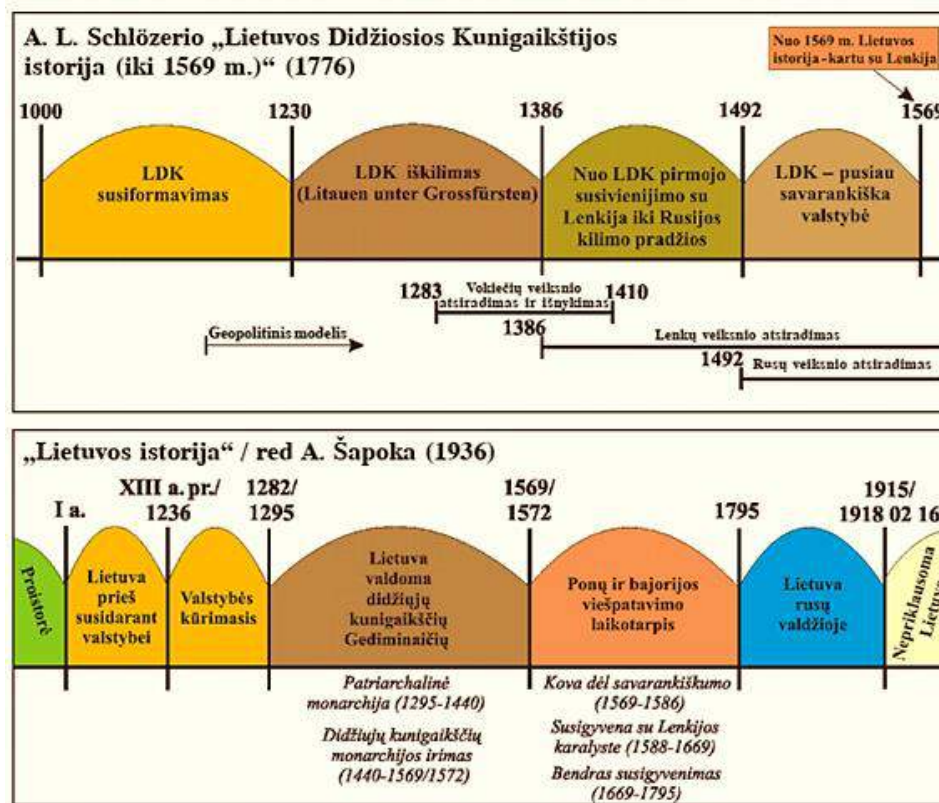 A. L. Schlözerio „Lietuvos Didžiosios Kunigaikštijos
istorija (iki 1569 m.)“ (1776)
Nuo 1569 m. Lietuvos
istorija-kartu su Lenkija
1000
1230
1386
1492
1569
LDK
susiformavimas
LDK iškilimas
(Litauen unter Grossfürsten)
Nuo LDK pirmojo
susivienijimo su
Lenkija iki Rusijos
kilimo pradžios
LDK – pusiau
savarankiška
valstybė
1283
Vokiečių veiksnio
atsiradimas ir išnykimas
1410
Geopolitinis modelis
1386
Lenkų veiksnio atsiradimas
1492
Rusų veiksnio atsiradimas
„Lietuvos istorija“ / red A. Šapoka (1936)
I a.
XIII a. pr./
1236
1282/
1295
1569/
1572
1795
1915/
1918 02 16
Proistorė
Lietuva
prieš
susidarant
valstybei
Valstybės
kūrimasis
Lietuva
valdoma
didžiųjų
kunigaikščių
Gediminaičių
Ponų ir bajorijos
viešpatavimo
laikotarpis
Lietuva
rusų
valdžioje
Nepriklausoma
Lietuva
Patriarchalinė
monarchija (1295-1440)
Didžiujų kunigaikščių
monarchijos irimas
(1440-1569/1572)
Kova dėl savarankiškumo
(1569-1586)
Susigyvena su Lenkijos
karalyste (1588-1669)
Bendras susigyvenimas
(1669-1795)